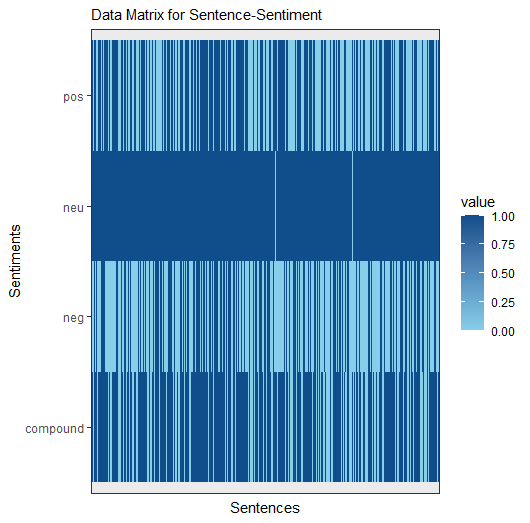 Data Matrix for Sentence-Sentiment
pos
neu
neg
compound
Sentiments
Sentences
value
1.00
0.75
0.50
0.25
0.00